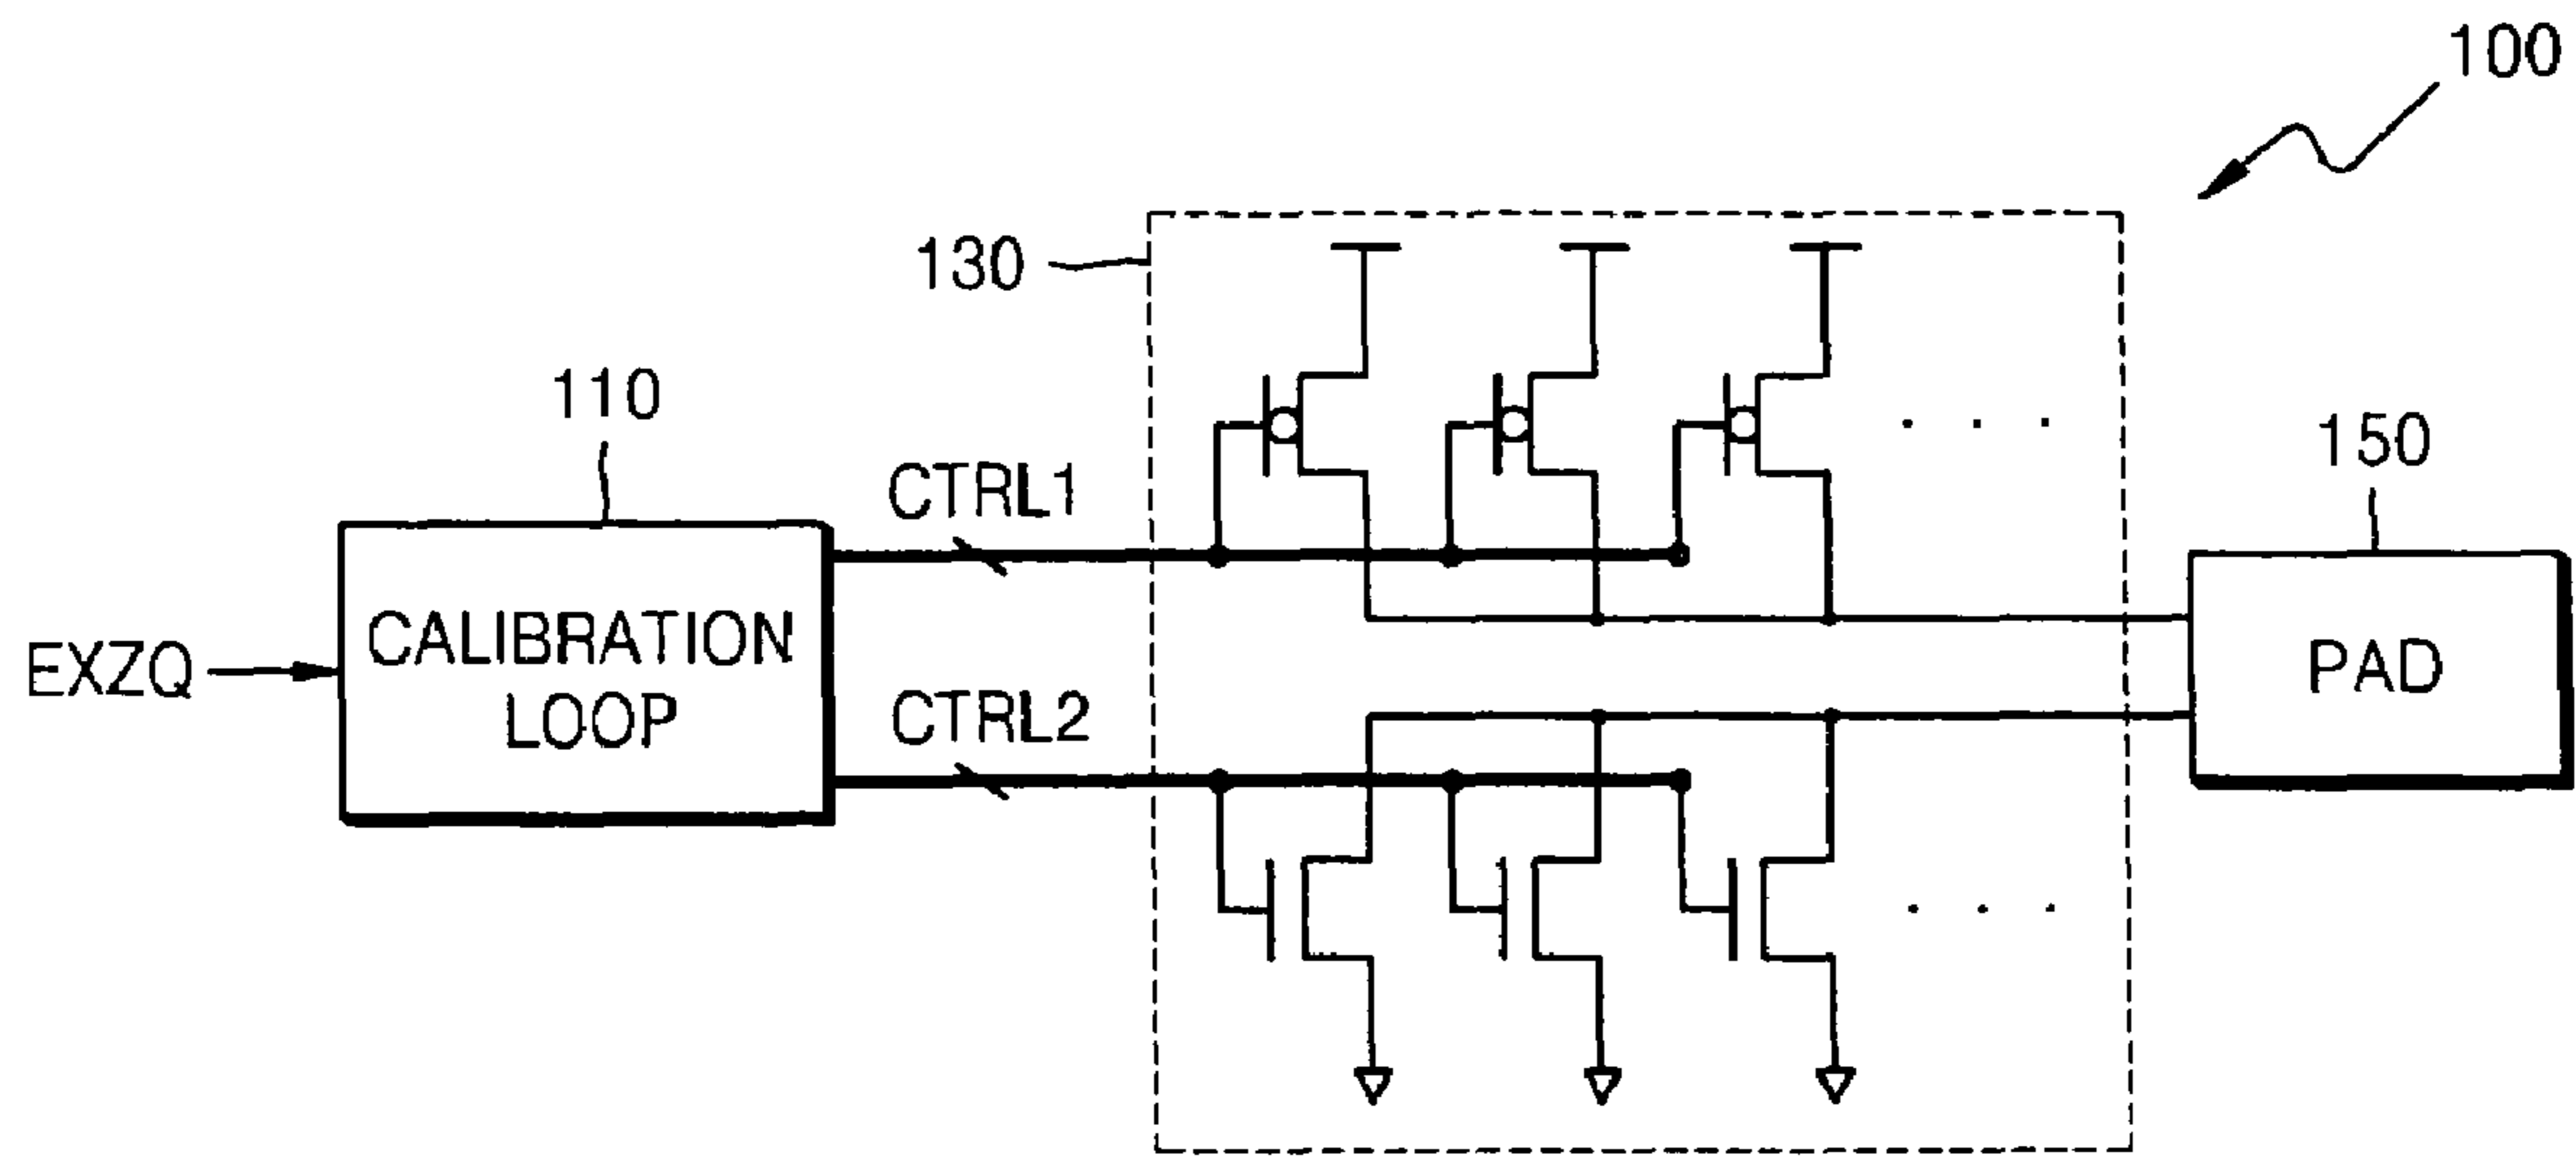 100
130
110
150
CTRL1
CALIBRATION
LOOP
EXZQ
PAD
CTRL2